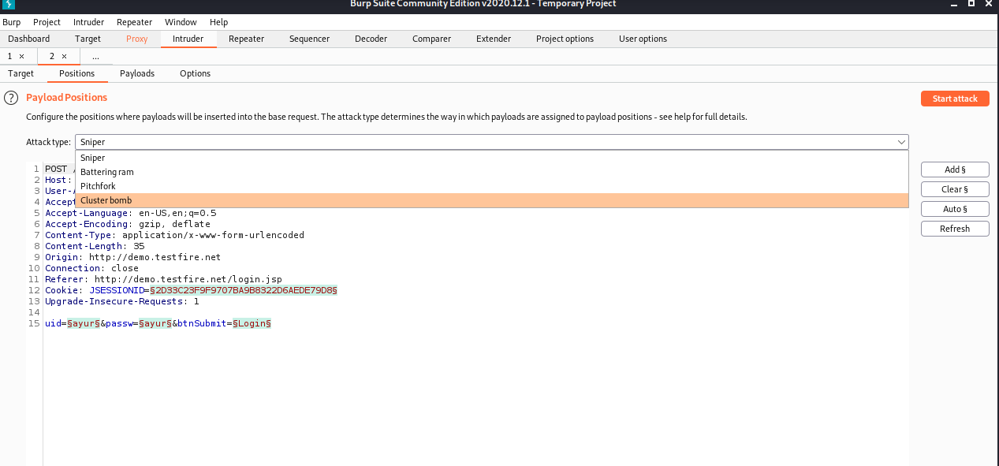 Burp Suite Community Edition v2020.12.1 - Temporary Project
Burp Project Intruder Repeater Window Help
Dashboard Target Proxy Intruder Repeater Sequencer Decoder Comparer Extender Project options User options
1 × 2 × ...
Target Positions Payloads Options
? Payload Positions
Start attack
Configure the positions where payloads will be inserted into the base request. The attack type determines the way in which payloads are assigned to payload positions - see help for full details.
Attack type: Sniper
Sniper
Battering ram
Pitchfork
Cluster bomb
Add §
Clear §
Auto §
Refresh
1 POST /
2 Host:
3 User-A
4 Accept
5 Accept-Language: en-US,en;q=0.5
6 Accept-Encoding: gzip, deflate
7 Content-Type: application/x-www-form-urlencoded
8 Content-Length: 35
9 Origin: http://demo.testfire.net
10 Connection: close
11 Referer: http://demo.testfire.net/login.jsp
12 Cookie: JSESSIONID=§2D33C23F9F9707BA9B8322D6AEDE79D8§
13 Upgrade-Insecure-Requests: 1
14
15 uid=§ayur§&passw=§ayur§&btnSubmit=§Login§